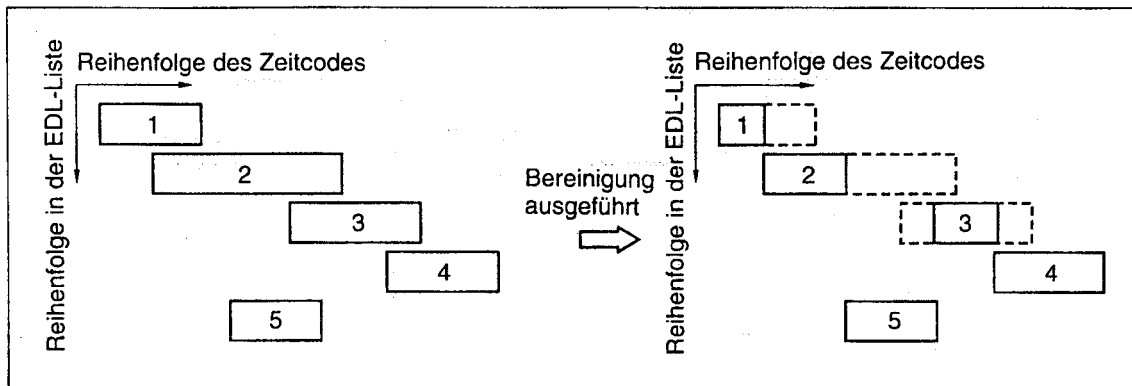 Reihenfolge des Zeitcodes
Reihenfolge in der EDL-Liste
1
2
3
4
5
Bereinigung
ausgeführt
Reihenfolge des Zeitcodes
Reihenfolge in der EDL-Liste
1
2
3
4
5